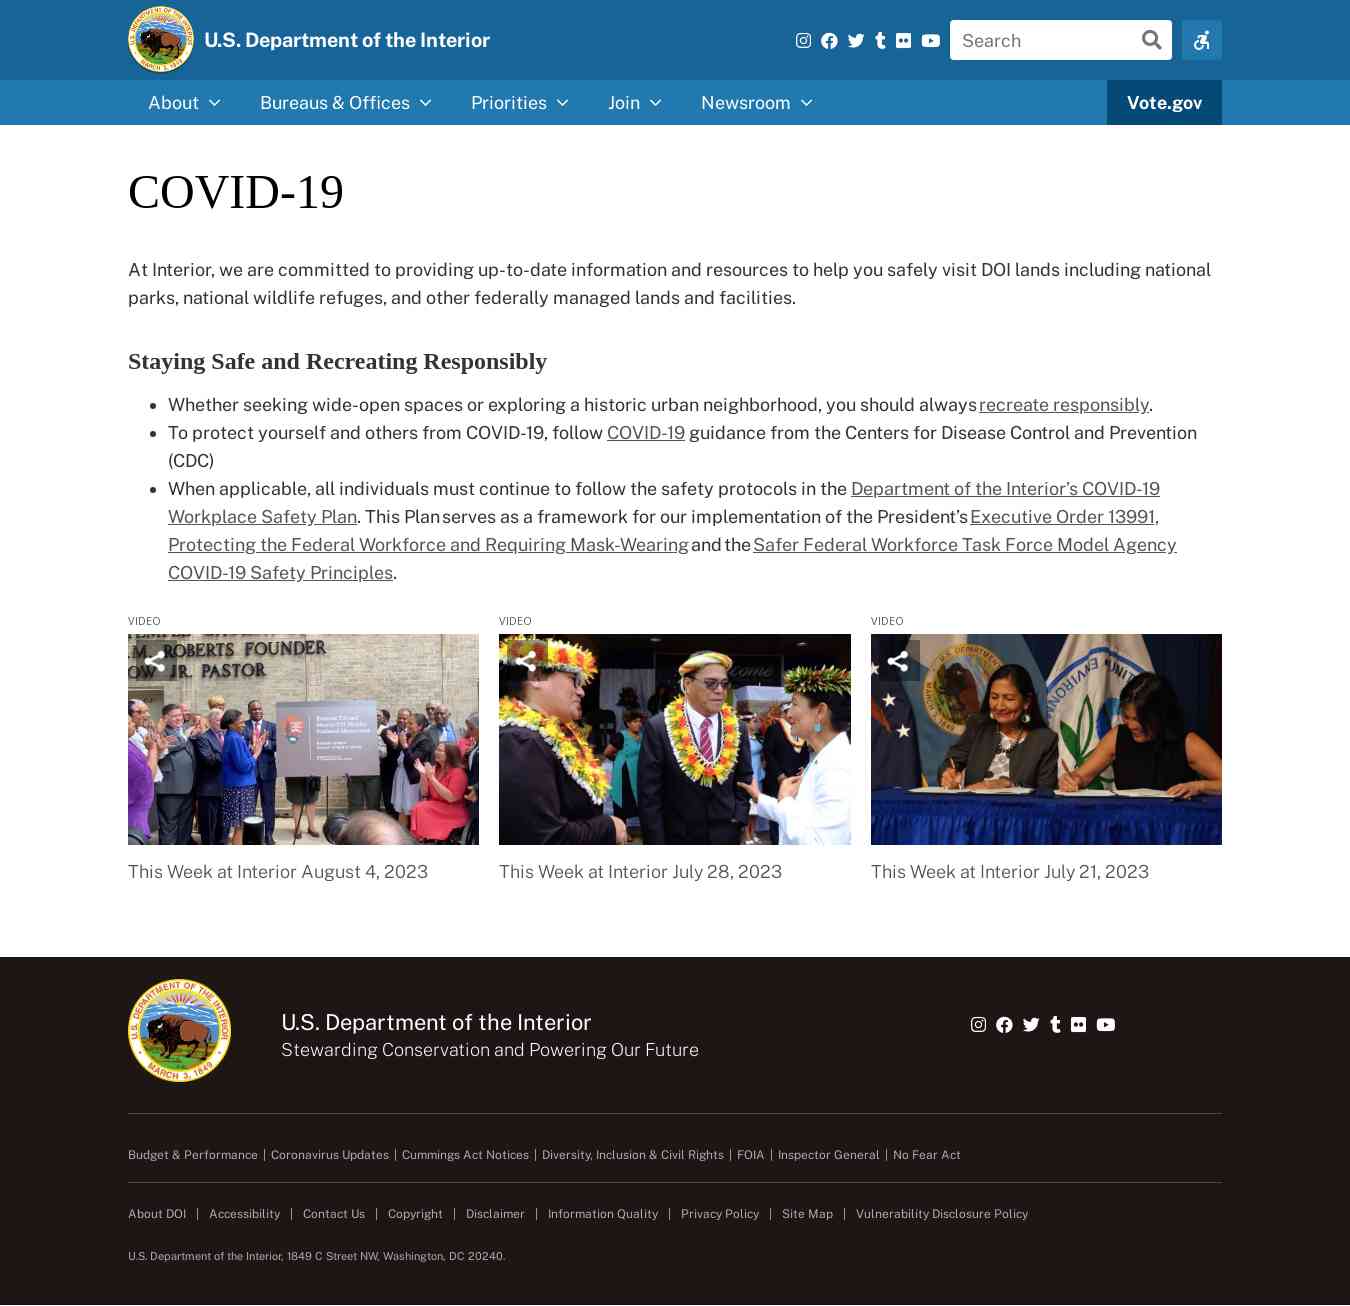 U.S. Department of the Interior
Search
About
Bureaus & Offices
Priorities
Join
Newsroom
Vote.gov
COVID-19
At Interior, we are committed to providing up-to-date information and resources to help you safely visit DOI lands including national
parks, national wildlife refuges, and other federally managed lands and facilities.
Staying Safe and Recreating Responsibly
Whether seeking wide-open spaces or exploring a historic urban neighborhood, you should always recreate responsibly.
To protect yourself and others from COVID-19, follow COVID-19 guidance from the Centers for Disease Control and Prevention
(CDC)
When applicable, all individuals must continue to follow the safety protocols in the Department of the Interior’s COVID-19
Workplace Safety Plan. This Plan serves as a framework for our implementation of the President’s Executive Order 13991,
Protecting the Federal Workforce and Requiring Mask-Wearing and the Safer Federal Workforce Task Force Model Agency
COVID-19 Safety Principles.
VIDEO
VIDEO
VIDEO
ROBERTS FOUNDER
JR. PASTOR
This Week at Interior August 4, 2023
This Week at Interior July 28, 2023
This Week at Interior July 21, 2023
U.S. DEPARTMENT OF THE INTERIOR
MARCH 3, 1849
U.S. Department of the Interior
Stewarding Conservation and Powering Our Future
Budget & Performance | Coronavirus Updates | Cummings Act Notices | Diversity, Inclusion & Civil Rights | FOIA | Inspector General | No Fear Act
About DOI | Accessibility | Contact Us | Copyright | Disclaimer | Information Quality | Privacy Policy | Site Map | Vulnerability Disclosure Policy
U.S. Department of the Interior, 1849 C Street NW, Washington, DC 20240.